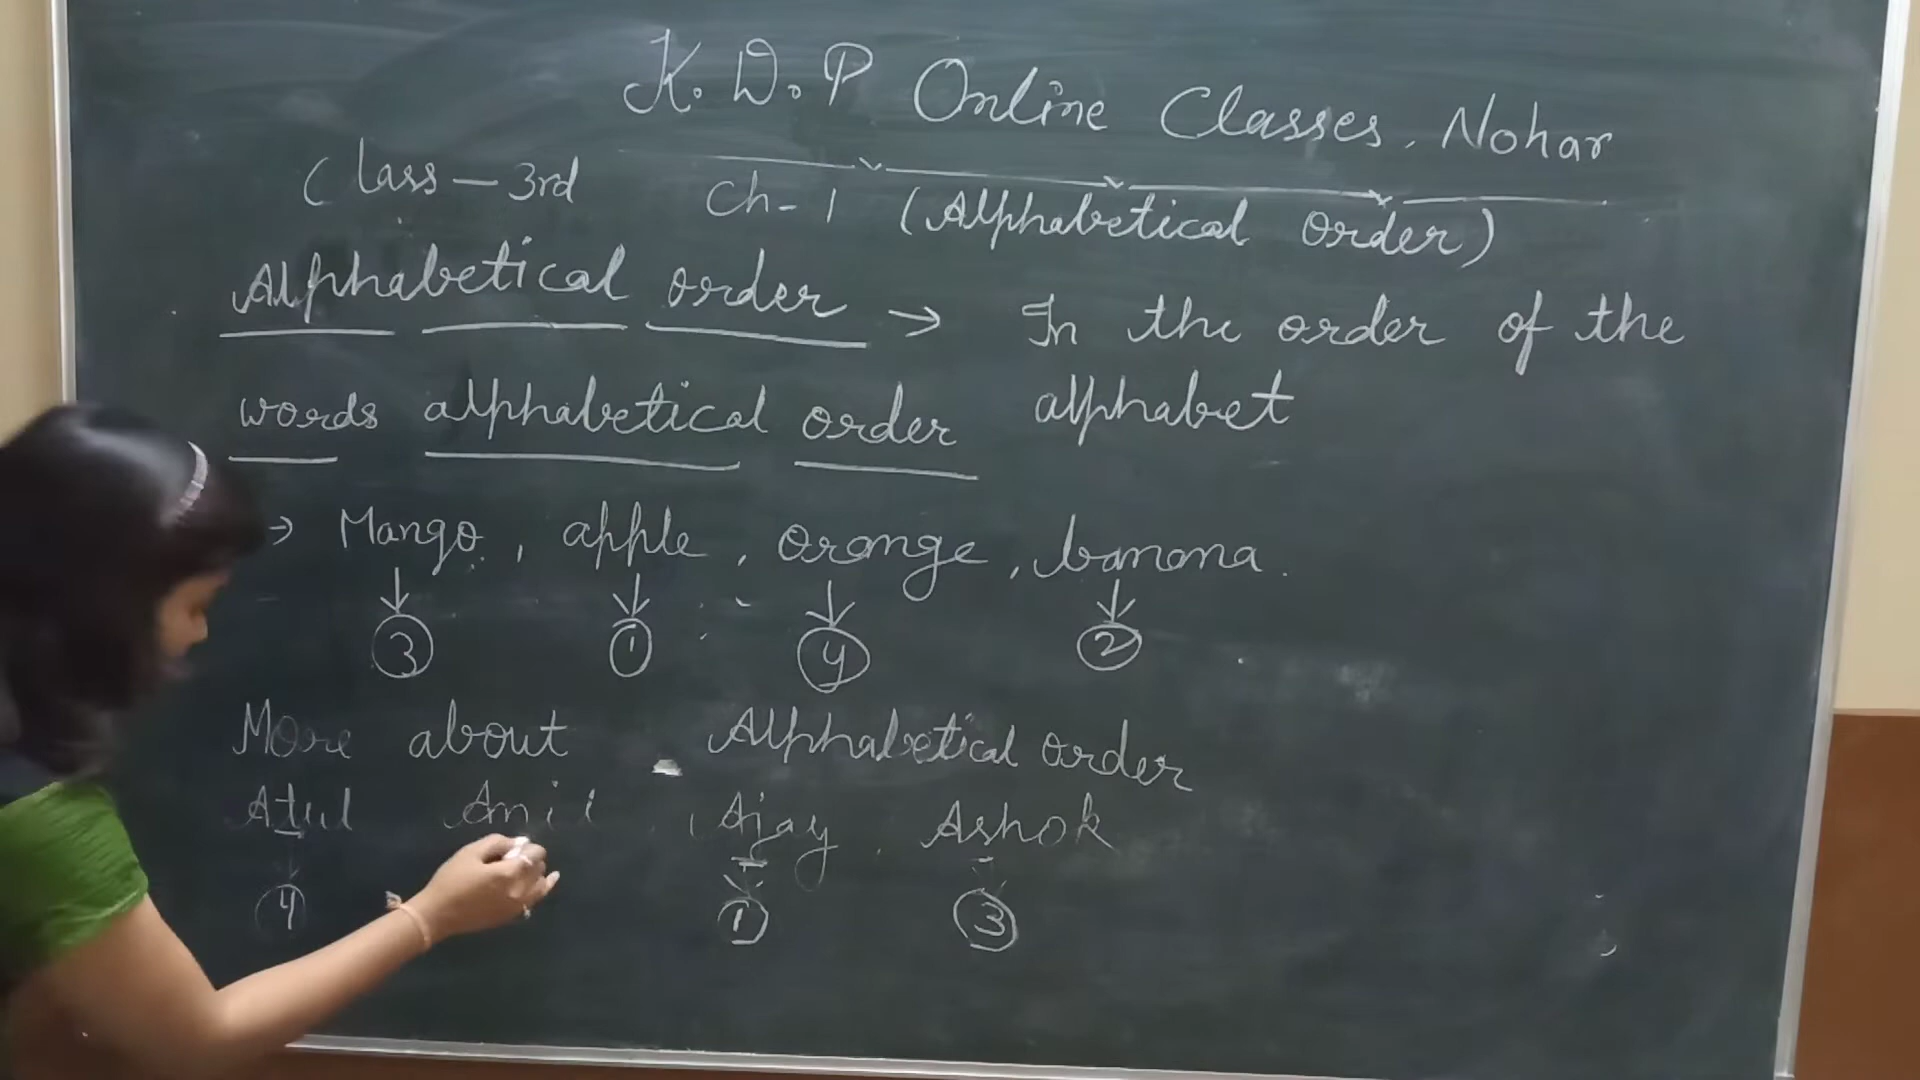 K. D. P Online Classes, Nohar
Class – 3rd Ch-1 (Alphabetical Order)
Alphabetical order → In the order of the
alphabet
words alphabetical order
→ Mango, apple, orange, banana.
3 1 4 2
More about Alphabetical order
Atul Anil, Ajay, Ashok
4 1 3